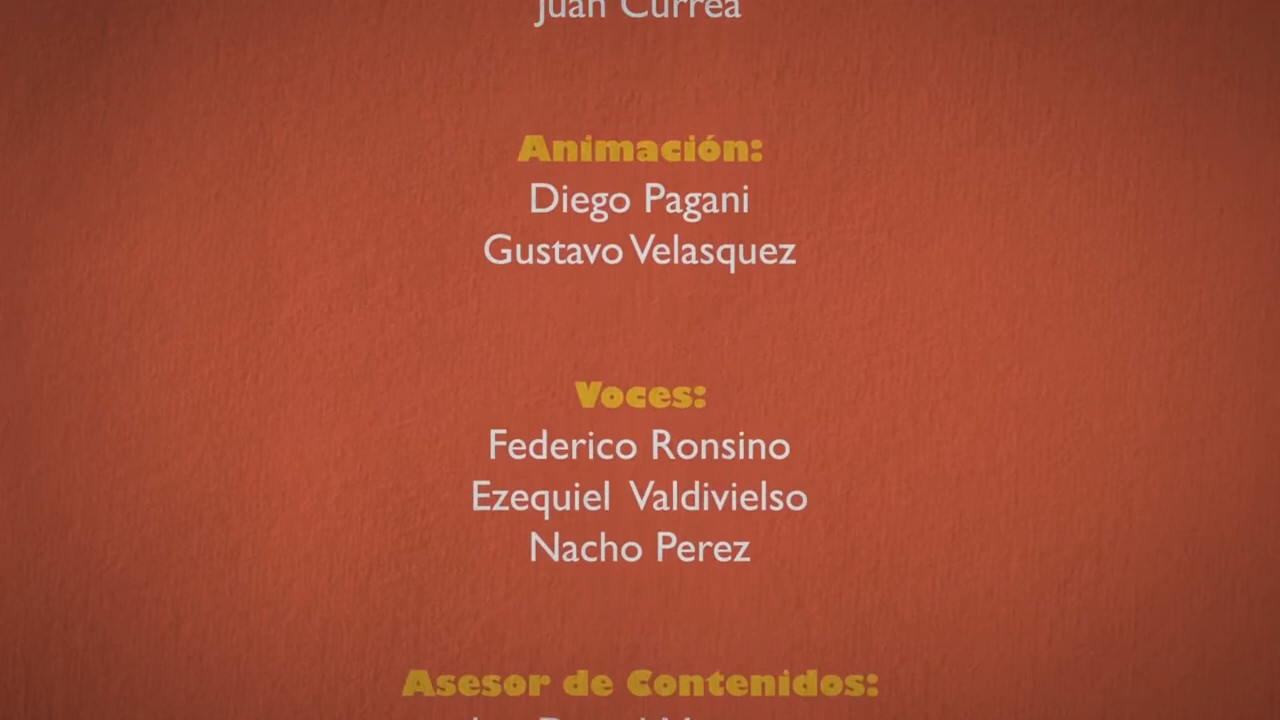 Juan Currea
Animación:
Diego Pagani
Gustavo Velasquez
Voces:
Federico Ronsino
Ezequiel Valdivielso
Nacho Perez
Asesor de Contenidos: